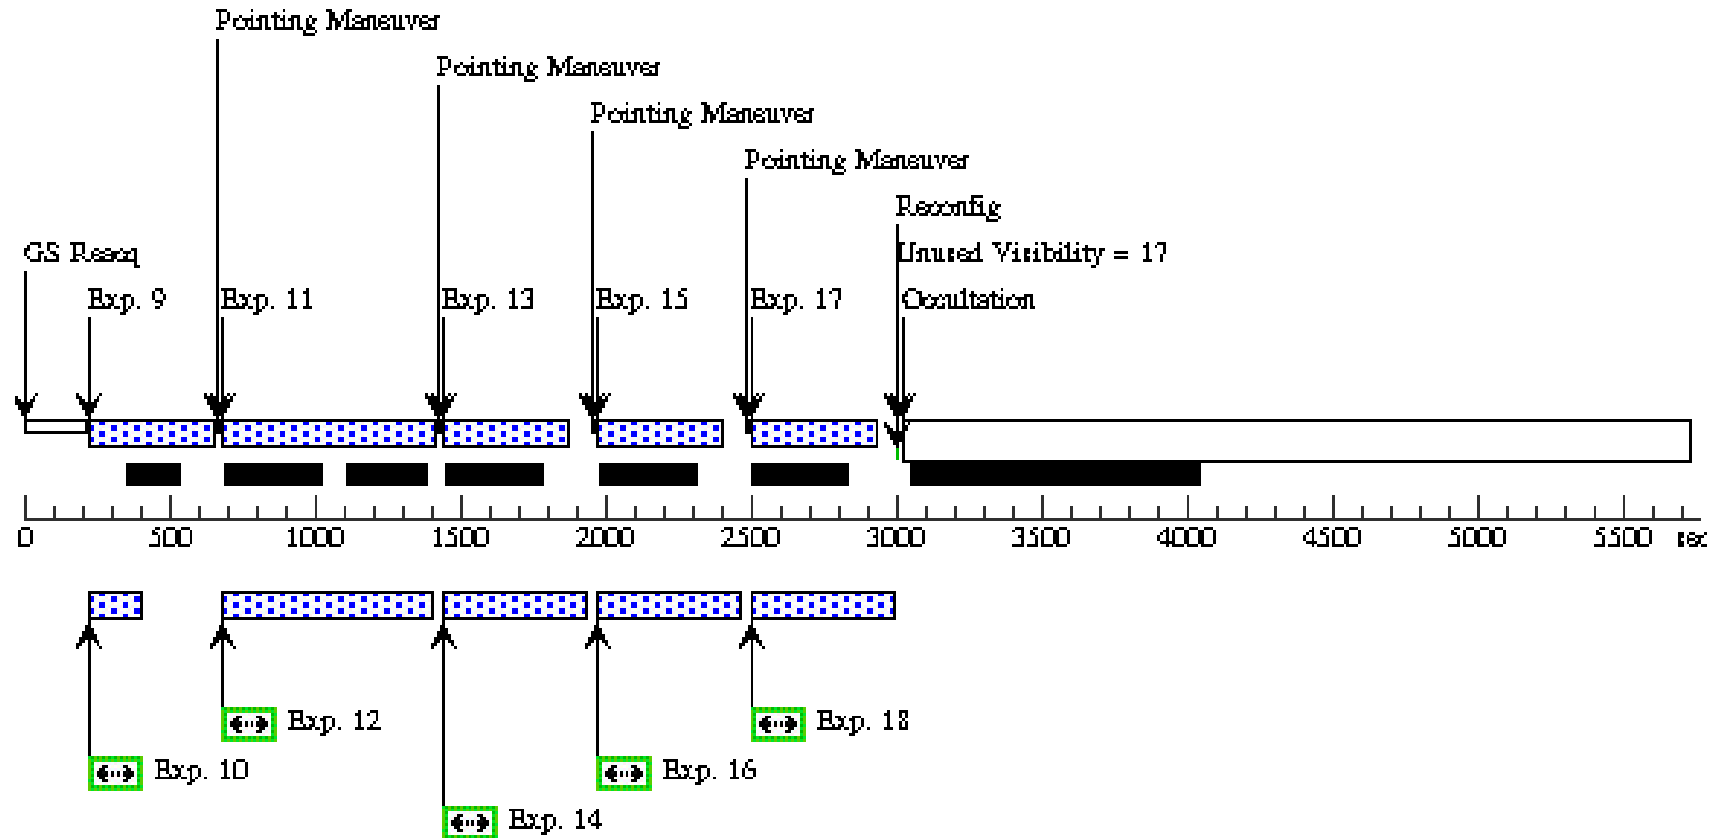 Pointing Maneuver
Pointing Maneuver
Pointing Maneuver
Pointing Maneuver
Reconfig
GS Reacq
Unused Visibility = 17
Exp. 9
Exp. 11
Exp. 13
Exp. 15
Exp. 17
Occultation
0 500 1000 1500 2000 2500 3000 3500 4000 4500 5000 5500 sec
Exp. 12
Exp. 18
Exp. 10
Exp. 16
Exp. 14